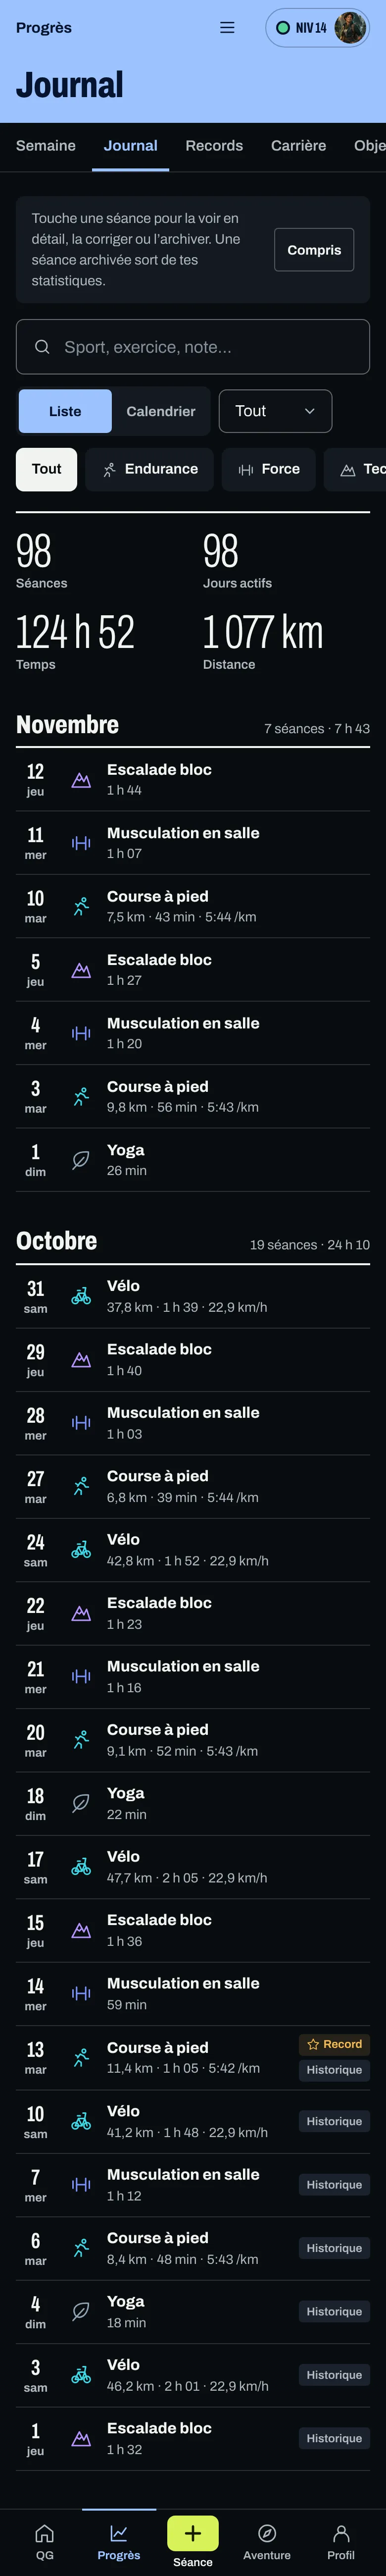 Progrès
NIV 14
Journal
Semaine Journal Records Carrière Obje
Touche une séance pour la voir en
détail, la corriger ou l'archiver. Une
séance archivée sort de tes
statistiques.
Compris
Sport, exercice, note...
Liste Calendrier Tout
Tout Endurance Force Tec
98 98
Séances Jours actifs
124 h 52 1 077 km
Temps Distance
Novembre 7 séances · 7 h 43
12 Escalade bloc
jeu 1 h 44
11 Musculation en salle
mer 1 h 07
10 Course à pied
mar 7,5 km · 43 min · 5:44 /km
5 Escalade bloc
jeu 1 h 27
4 Musculation en salle
mer 1 h 20
3 Course à pied
mar 9,8 km · 56 min · 5:43 /km
1 Yoga
dim 26 min
Octobre 19 séances · 24 h 10
31 Vélo
sam 37,8 km · 1 h 39 · 22,9 km/h
29 Escalade bloc
jeu 1 h 40
28 Musculation en salle
mer 1 h 03
27 Course à pied
mar 6,8 km · 39 min · 5:44 /km
24 Vélo
sam 42,8 km · 1 h 52 · 22,9 km/h
22 Escalade bloc
jeu 1 h 23
21 Musculation en salle
mer 1 h 16
20 Course à pied
mar 9,1 km · 52 min · 5:43 /km
18 Yoga
dim 22 min
17 Vélo
sam 47,7 km · 2 h 05 · 22,9 km/h
15 Escalade bloc
jeu 1 h 36
14 Musculation en salle
mer 59 min
13 Course à pied Record
mar 11,4 km · 1 h 05 · 5:42 /km Historique
10 Vélo
sam 41,2 km · 1 h 48 · 22,9 km/h Historique
7 Musculation en salle
mer 1 h 12 Historique
6 Course à pied
mar 8,4 km · 48 min · 5:43 /km Historique
4 Yoga
dim 18 min Historique
3 Vélo
sam 46,2 km · 2 h 01 · 22,9 km/h Historique
1 Escalade bloc
jeu 1 h 32 Historique
QG Progrès Séance Aventure Profil